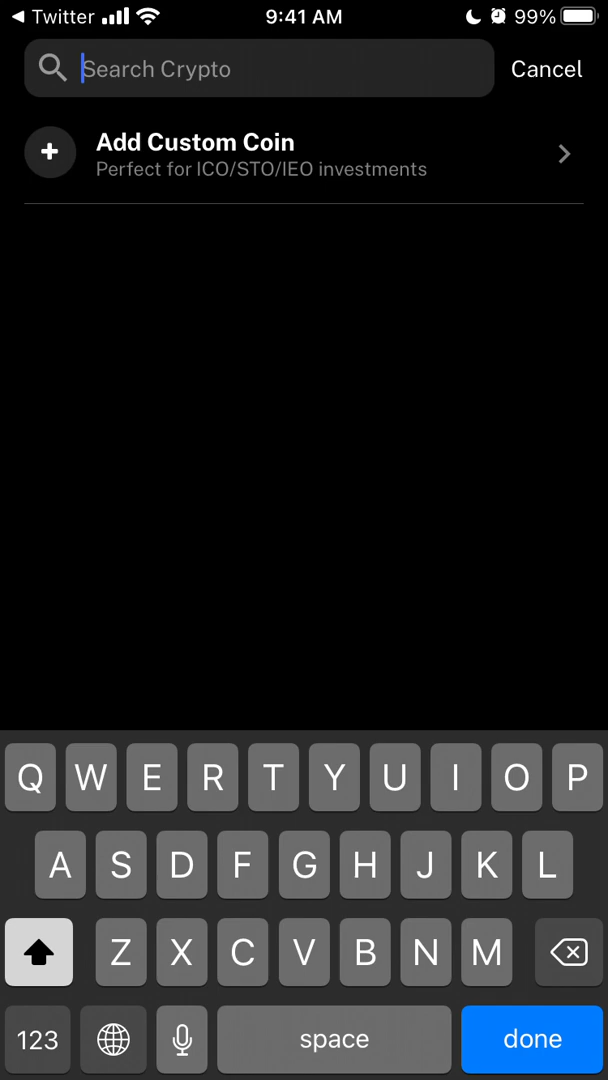 Twitter 9:41 AM 99%
Search Crypto Cancel
Add Custom Coin
Perfect for ICO/STO/IEO investments
Q W E R T Y U I O P
A S D F G H J K L
Z X C V B N M
123 space done